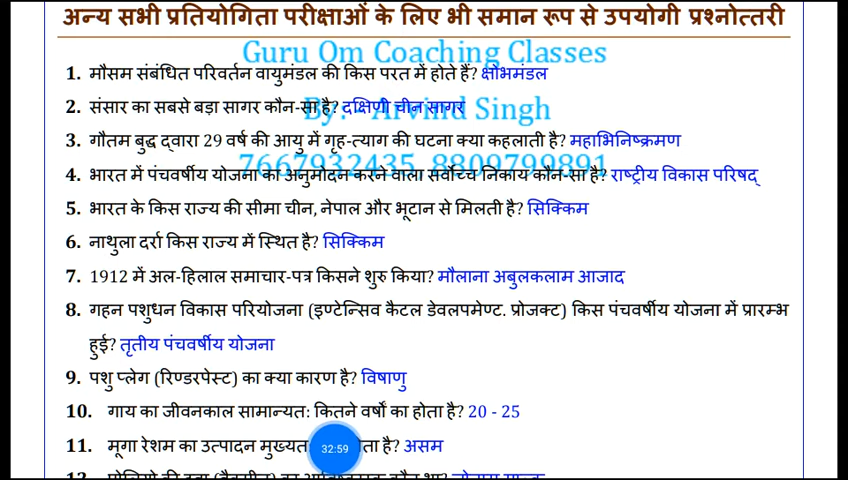 अन्य सभी प्रतियोगिता परीक्षाओं के लिए भी समान रूप से उपयोगी प्रश्नोत्तरी
Guru Om Coaching Classes
1. मौसम संबंधित परिवर्तन वायुमंडल की किस परत में होते हैं? क्षोभमंडल
2. संसार का सबसे बड़ा सागर कौन-सा है? दक्षिणी चीन सागर
By:- Arvind Singh
3. गौतम बुद्ध द्वारा 29 वर्ष की आयु में गृह-त्याग की घटना क्या कहलाती है? महाभिनिष्क्रमण
7667932435, 8809799891
4. भारत में पंचवर्षीय योजना का अनुमोदन करने वाला सर्वोच्च निकाय कौन-सा है? राष्ट्रीय विकास परिषद्
5. भारत के किस राज्य की सीमा चीन, नेपाल और भूटान से मिलती है? सिक्किम
6. नाथुला दर्रा किस राज्य में स्थित है? सिक्किम
7. 1912 में अल-हिलाल समाचार-पत्र किसने शुरु किया? मौलाना अबुलकलाम आजाद
8. गहन पशुधन विकास परियोजना (इण्टेन्सिव कैटल डेवलपमेण्ट. प्रोजक्ट) किस पंचवर्षीय योजना में प्रारम्भ
हुई? तृतीय पंचवर्षीय योजना
9. पशु प्लेग (रिण्डरपेस्ट) का क्या कारण है? विषाणु
10. गाय का जीवनकाल सामान्यत: कितने वर्षों का होता है? 20 - 25
11. मूगा रेशम का उत्पादन मुख्यत: है? असम
32:59
12.